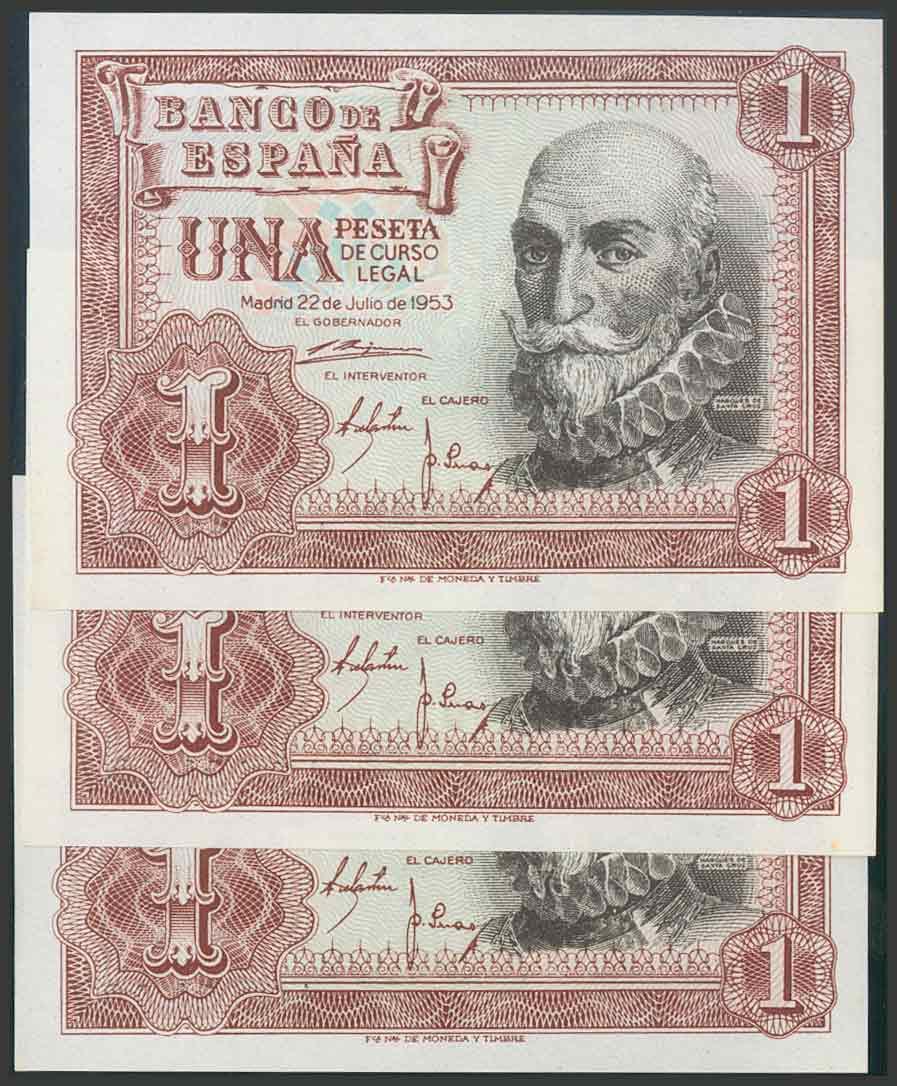 BANCO DE
ESPAÑA
1
UNA PESETA
DE CURSO
LEGAL
Madrid 22 de Julio de 1953
EL GOBERNADOR
EL INTERVENTOR
EL CAJERO
MARQUES DE
SANTA CRUZ
1
1
Fca Nal DE MONEDA Y TIMBRE
EL INTERVENTOR
EL CAJERO
MARQUES DE
SANTA CRUZ
1
1
Fca Nal DE MONEDA Y TIMBRE
EL CAJERO
MARQUES DE
SANTA CRUZ
1
1
Fca Nal DE MONEDA Y TIMBRE